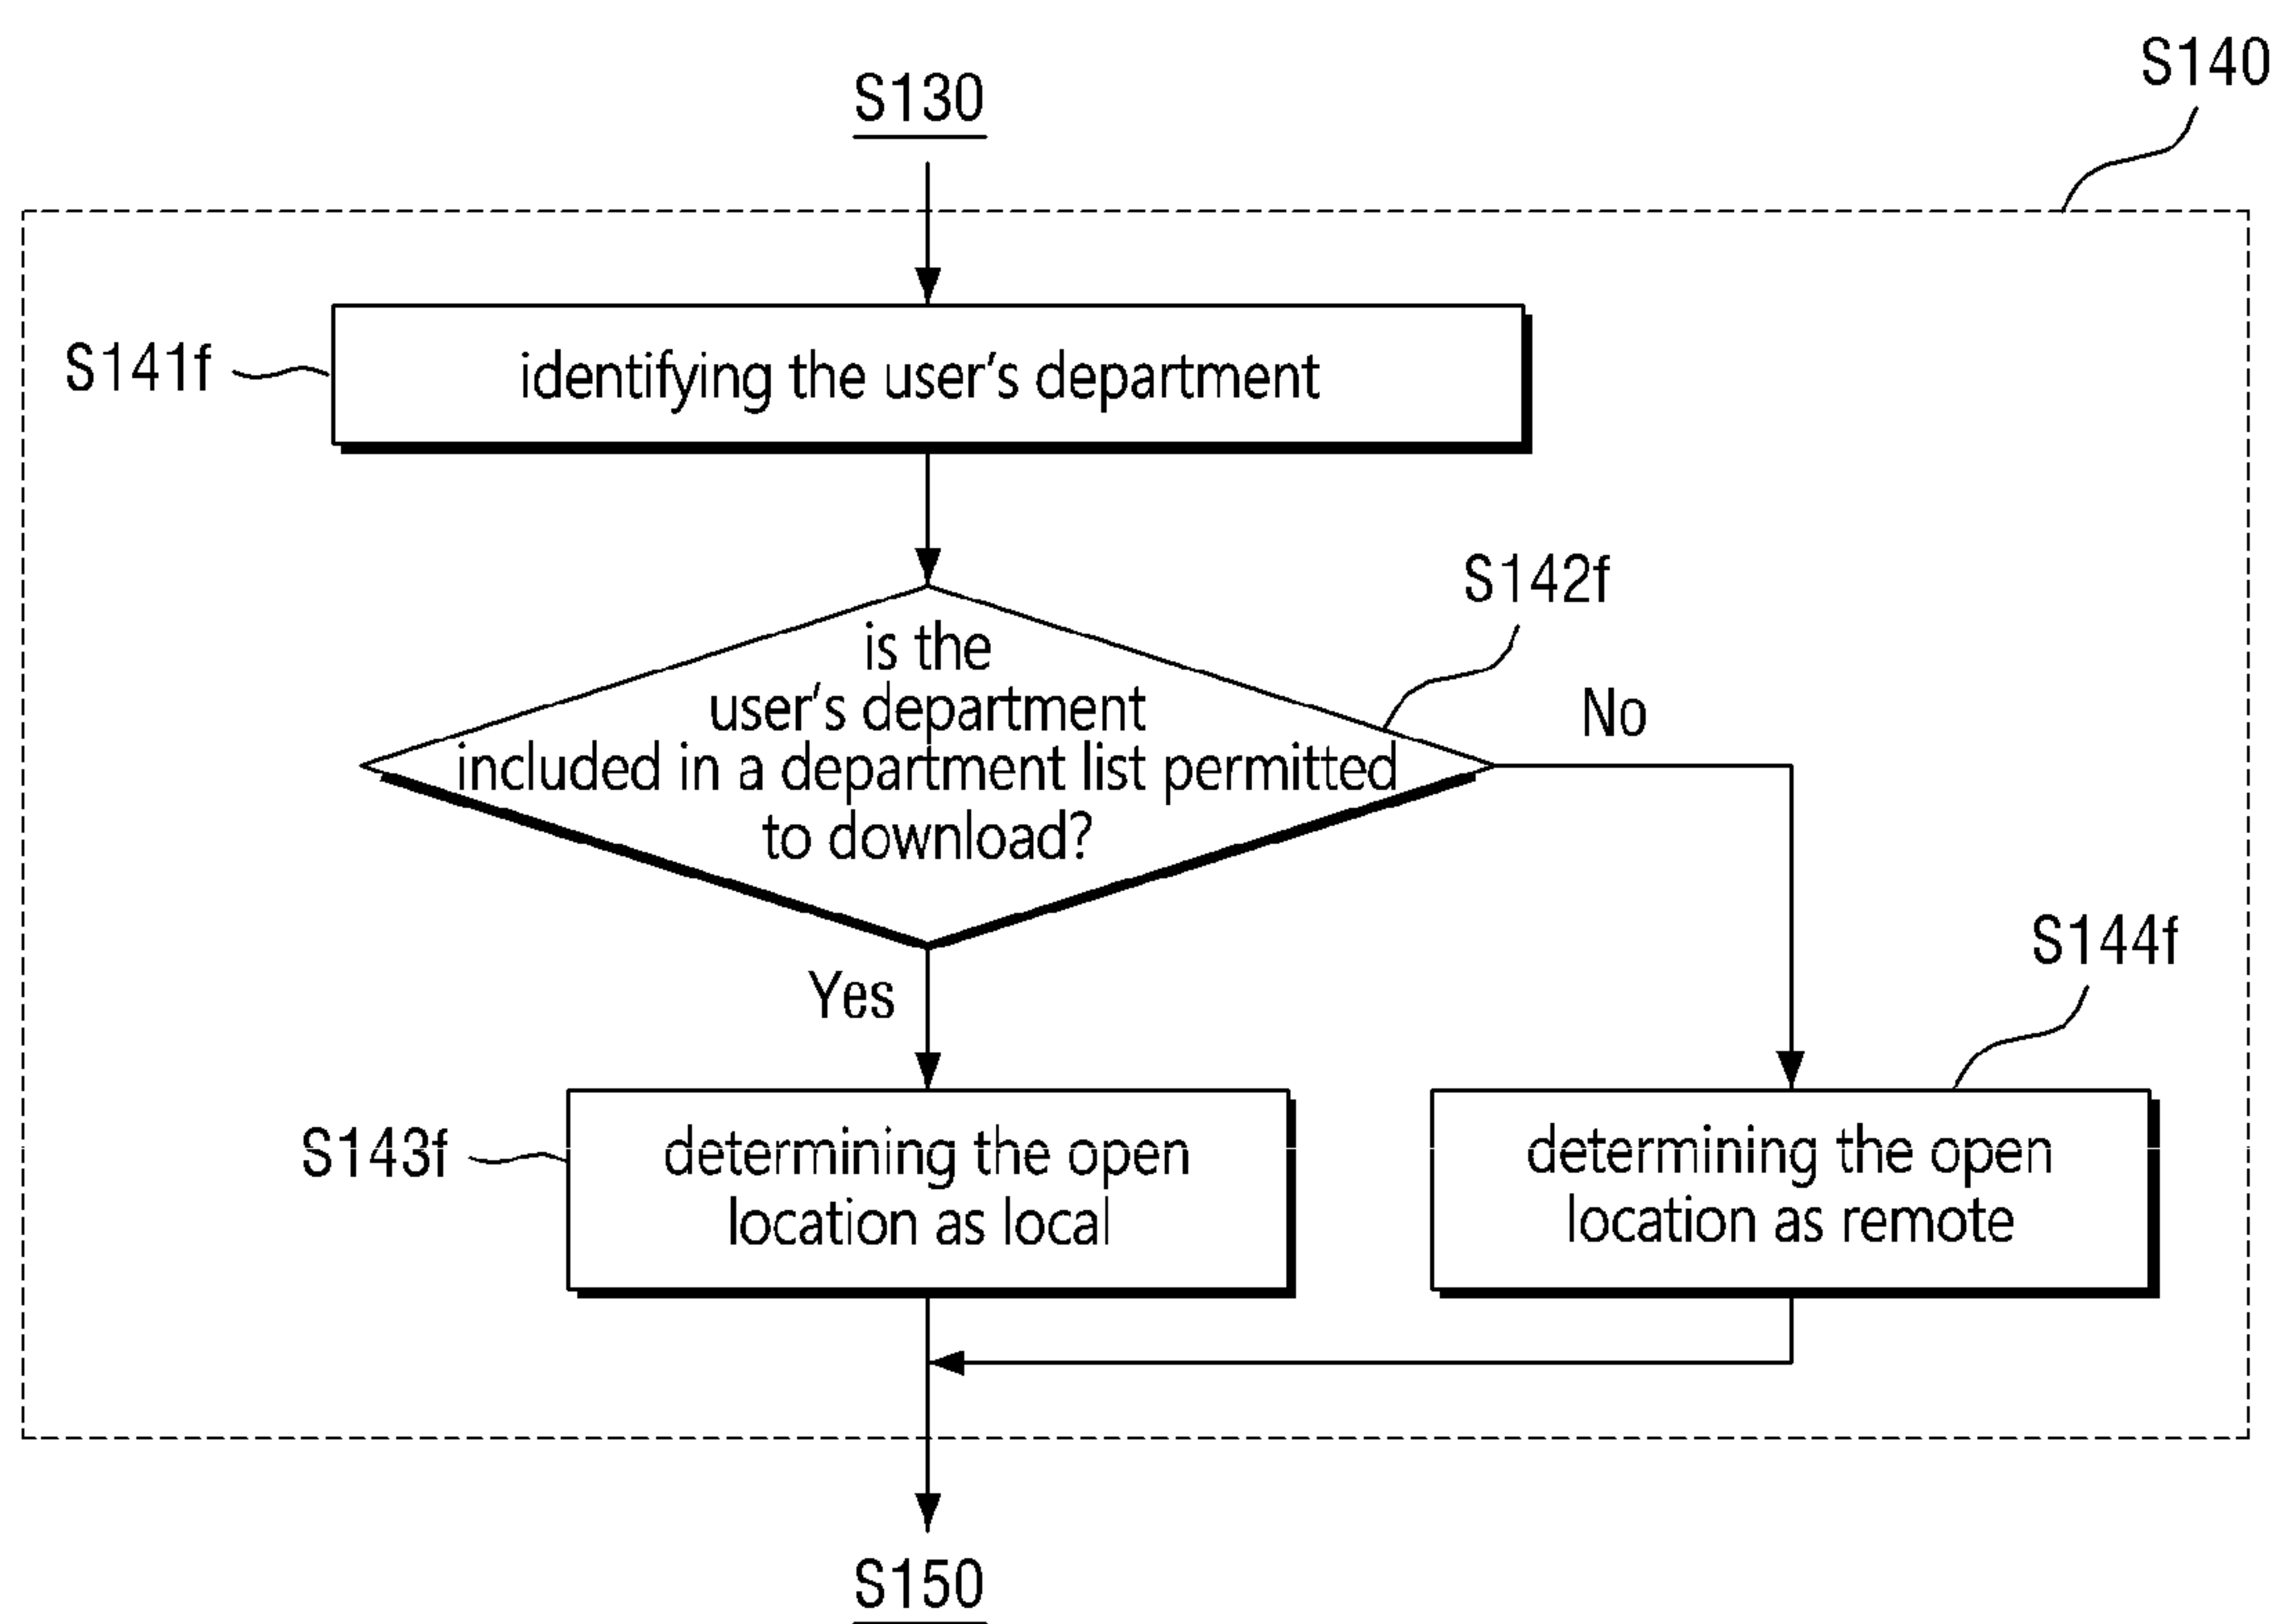 S140
S130
S141f
identifying the user's department
S142f
is the
user's department
included in a department list permitted
to download?
No
Yes
S144f
S143f
determining the open
location as local
determining the open
location as remote
S150